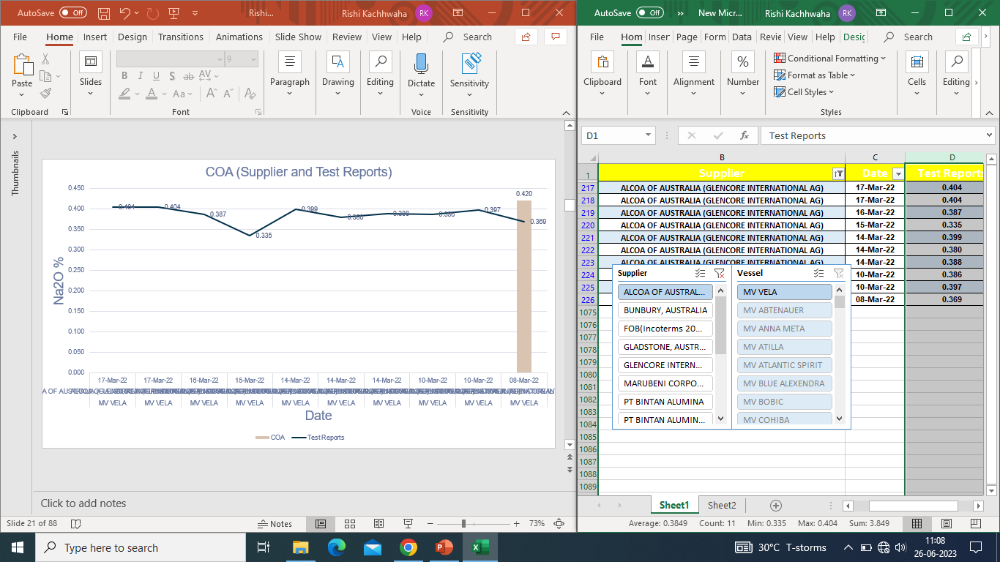 AutoSave Off Rishi... Rishi Kachhwaha RK
File Home Insert Design Transitions Animations Slide Show Review View Help Search
Paste
Slides
9
B I U S ab AV
A Aa A A A
Paragraph
Drawing
Editing
Dictate
Sensitivity
Clipboard Font Voice Sensitivity
Thumbnails
COA (Supplier and Test Reports)
Na2O %
0.450
0.400
0.350
0.300
0.250
0.200
0.150
0.100
0.050
0.000
0.404 0.404 0.387 0.335 0.399 0.380 0.388 0.386 0.397 0.420 0.369
17-Mar-22 17-Mar-22 16-Mar-22 15-Mar-22 14-Mar-22 14-Mar-22 14-Mar-22 10-Mar-22 10-Mar-22 08-Mar-22
MV VELA MV VELA MV VELA MV VELA MV VELA MV VELA MV VELA MV VELA MV VELA MV VELA
Date
COA Test Reports
Click to add notes
Slide 21 of 88 Notes 73%
AutoSave Off » New Micr... Rishi Kachhwaha RK
File Hom Inser Page Form Data Revie View Help Desig Search
Clipboard
Font
Alignment
Number
Conditional Formatting
Format as Table
Cell Styles
Cells
Editing
Styles
D1 fx Test Reports
B C D
1 Supplier Date Test Reports
217 ALCOA OF AUSTRALIA (GLENCORE INTERNATIONAL AG) 17-Mar-22 0.404
218 ALCOA OF AUSTRALIA (GLENCORE INTERNATIONAL AG) 17-Mar-22 0.404
219 ALCOA OF AUSTRALIA (GLENCORE INTERNATIONAL AG) 16-Mar-22 0.387
220 ALCOA OF AUSTRALIA (GLENCORE INTERNATIONAL AG) 15-Mar-22 0.335
221 ALCOA OF AUSTRALIA (GLENCORE INTERNATIONAL AG) 14-Mar-22 0.399
222 ALCOA OF AUSTRALIA (GLENCORE INTERNATIONAL AG) 14-Mar-22 0.380
223 ALCOA OF AUSTRALIA (GLENCORE INTERNATIONAL AG) 14-Mar-22 0.388
224 10-Mar-22 0.386
225 10-Mar-22 0.397
226 08-Mar-22 0.369
1075
1076
1077
1078
1079
1080
1081
1082
1083
1084
1085
1086
1087
1088
1089
Supplier
ALCOA OF AUSTRAL...
BUNBURY, AUSTRALIA
FOB(Incoterms 20...
GLADSTONE, AUSTR...
GLENCORE INTERN...
MARUBENI CORPO...
PT BINTAN ALUMINA
PT BINTAN ALUMIN...
Vessel
MV VELA
MV ABTENAUER
MV ANNA META
MV ATILLA
MV ATLANTIC SPIRIT
MV BLUE ALEXENDRA
MV BOBIC
MV COHIBA
Sheet1 Sheet2
Average: 0.3849 Count: 11 Min: 0.335 Max: 0.404 Sum: 3.849
Type here to search
30°C T-storms
11:08
26-06-2023